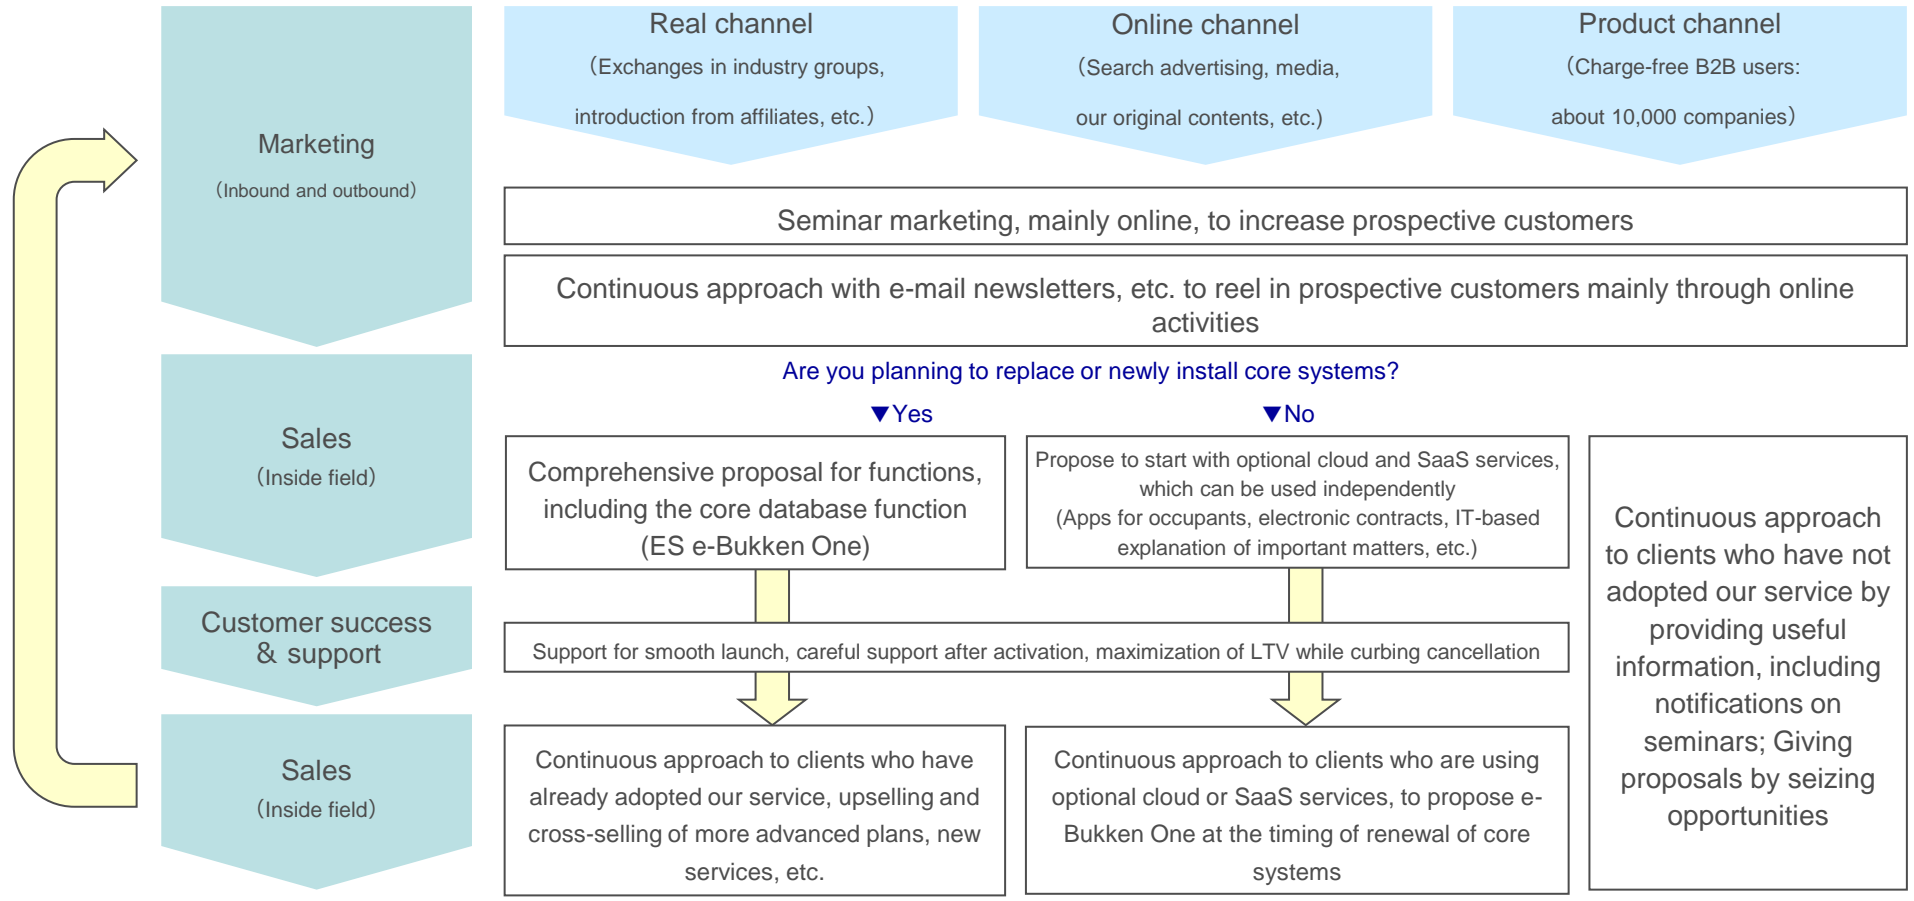 Marketing
（Inbound and outbound）
Real channel
（Exchanges in industry groups,
introduction from affiliates, etc.）
Online channel
（Search advertising, media,
our original contents, etc.)
Product channel
（Charge-free B2B users:
about 10,000 companies）
Seminar marketing, mainly online, to increase prospective customers
Continuous approach with e-mail newsletters, etc. to reel in prospective customers mainly through online
activities
Are you planning to replace or newly install core systems?
▼Yes
▼No
Sales
（Inside field）
Comprehensive proposal for functions,
including the core database function
(ES e-Bukken One)
Propose to start with optional cloud and SaaS services,
which can be used independently
(Apps for occupants, electronic contracts, IT-based
explanation of important matters, etc.)
Continuous approach
to clients who have not
adopted our service by
providing useful
information, including
notifications on
seminars; Giving
proposals by seizing
opportunities
Customer success
& support
Support for smooth launch, careful support after activation, maximization of LTV while curbing cancellation
Sales
（Inside field）
Continuous approach to clients who have
already adopted our service, upselling and
cross-selling of more advanced plans, new
services, etc.
Continuous approach to clients who are using
optional cloud or SaaS services, to propose e-
Bukken One at the timing of renewal of core
systems